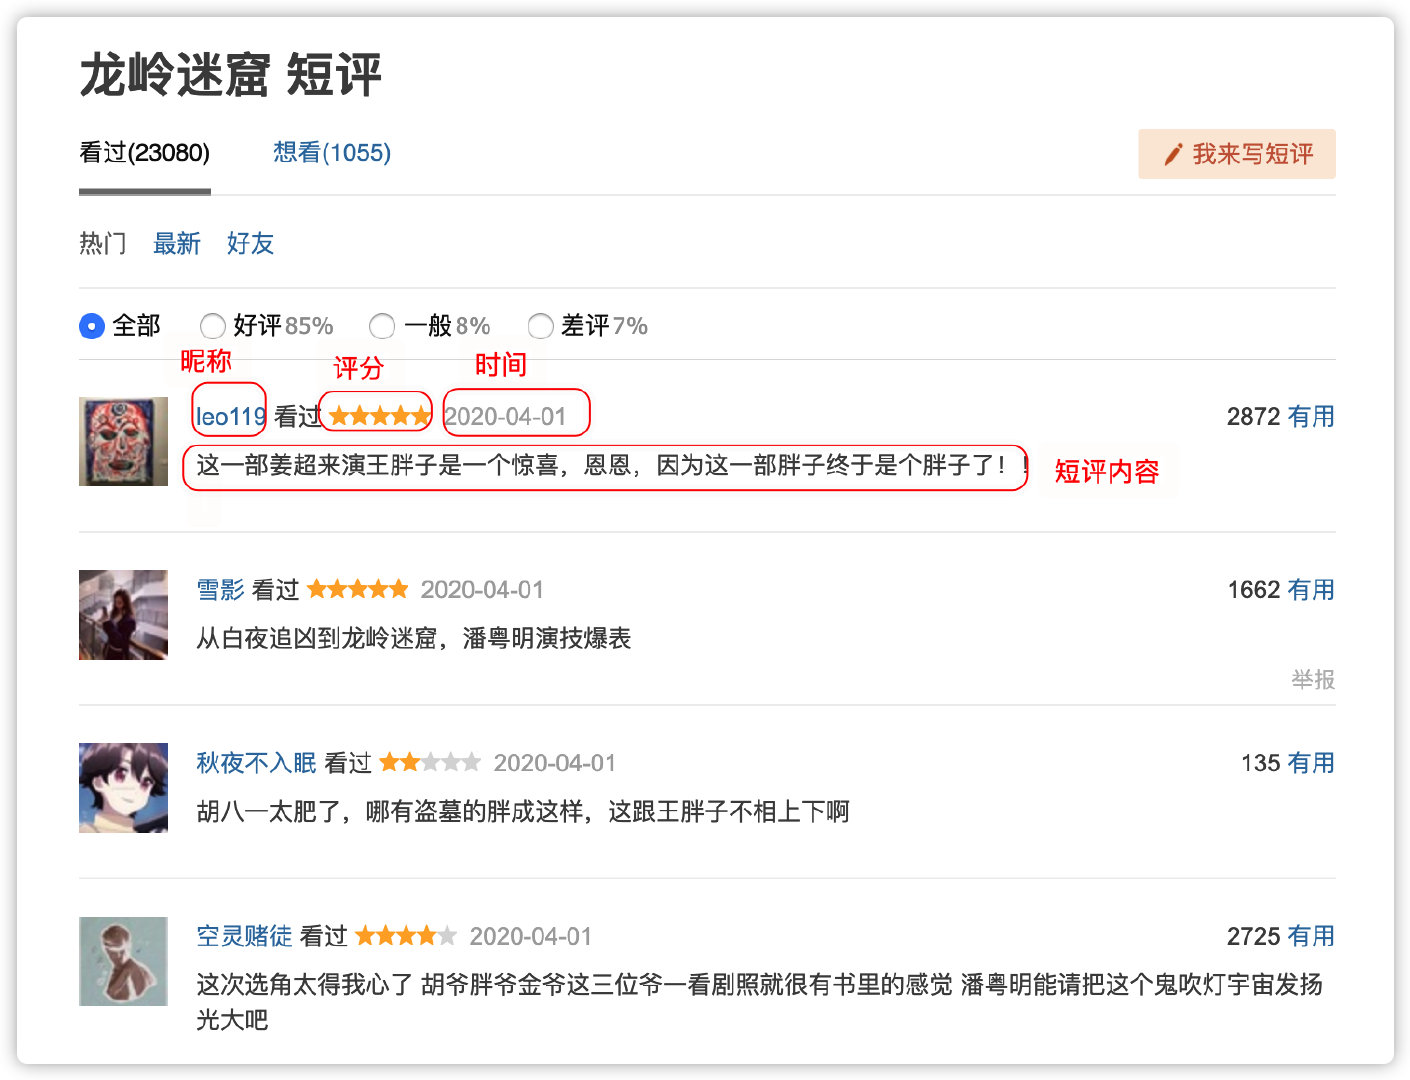 龙岭迷窟 短评
看过(23080) 想看(1055) 我来写短评
热门 最新 好友
全部 好评 85% 一般 8% 差评 7%
昵称 评分 时间
leo119 看过 2020-04-01 2872 有用
这一部姜超来演王胖子是一个惊喜，恩恩，因为这一部胖子终于是个胖子了！！ 短评内容
雪影 看过 2020-04-01 1662 有用
从白夜追凶到龙岭迷窟，潘粤明演技爆表
举报
秋夜不入眠 看过 2020-04-01 135 有用
胡八一太肥了，哪有盗墓的胖成这样，这跟王胖子不相上下啊
空灵赌徒 看过 2020-04-01 2725 有用
这次选角太得我心了 胡爷胖爷金爷这三位爷一看剧照就很有书里的感觉 潘粤明能请把这个鬼吹灯宇宙发扬
光大吧